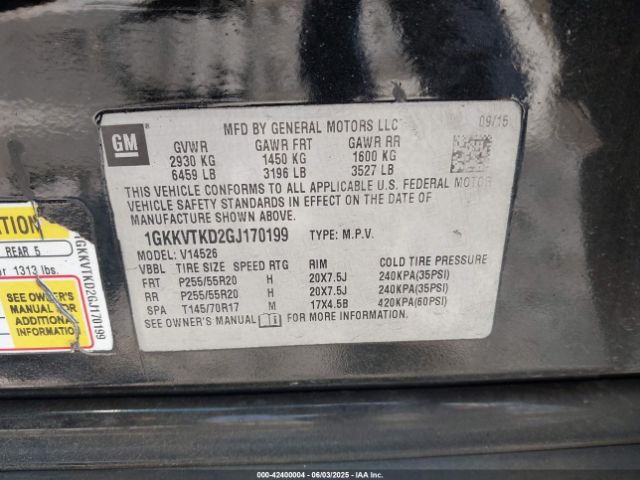 GM
MFD BY GENERAL MOTORS LLC
09/15
GVWR GAWR FRT GAWR RR
2930 KG 1450 KG 1600 KG
6459 LB 3196 LB 3527 LB
THIS VEHICLE CONFORMS TO ALL APPLICABLE U.S. FEDERAL MOTOR
VEHICLE SAFETY STANDARDS IN EFFECT ON THE DATE OF
MANUFACTURE SHOWN ABOVE.
1GKKVTKD2GJ170199 TYPE: M.P.V.
MODEL: V14526
VBBL TIRE SIZE SPEED RTG RIM COLD TIRE PRESSURE
FRT P255/55R20 H 20X7.5J 240KPA(35PSI)
RR P255/55R20 H 20X7.5J 240KPA(35PSI)
SPA T145/70R17 M 17X4.5B 420KPA(60PSI)
SEE OWNER'S MANUAL FOR MORE INFORMATION.
REAR 5
or 1313 lbs.
SEE OWNER'S
MANUAL FOR
ADDITIONAL
INFORMATION
1GKKVTKD2GJ170199
000-42400004 | 06/03/2025 | IAAI.COM